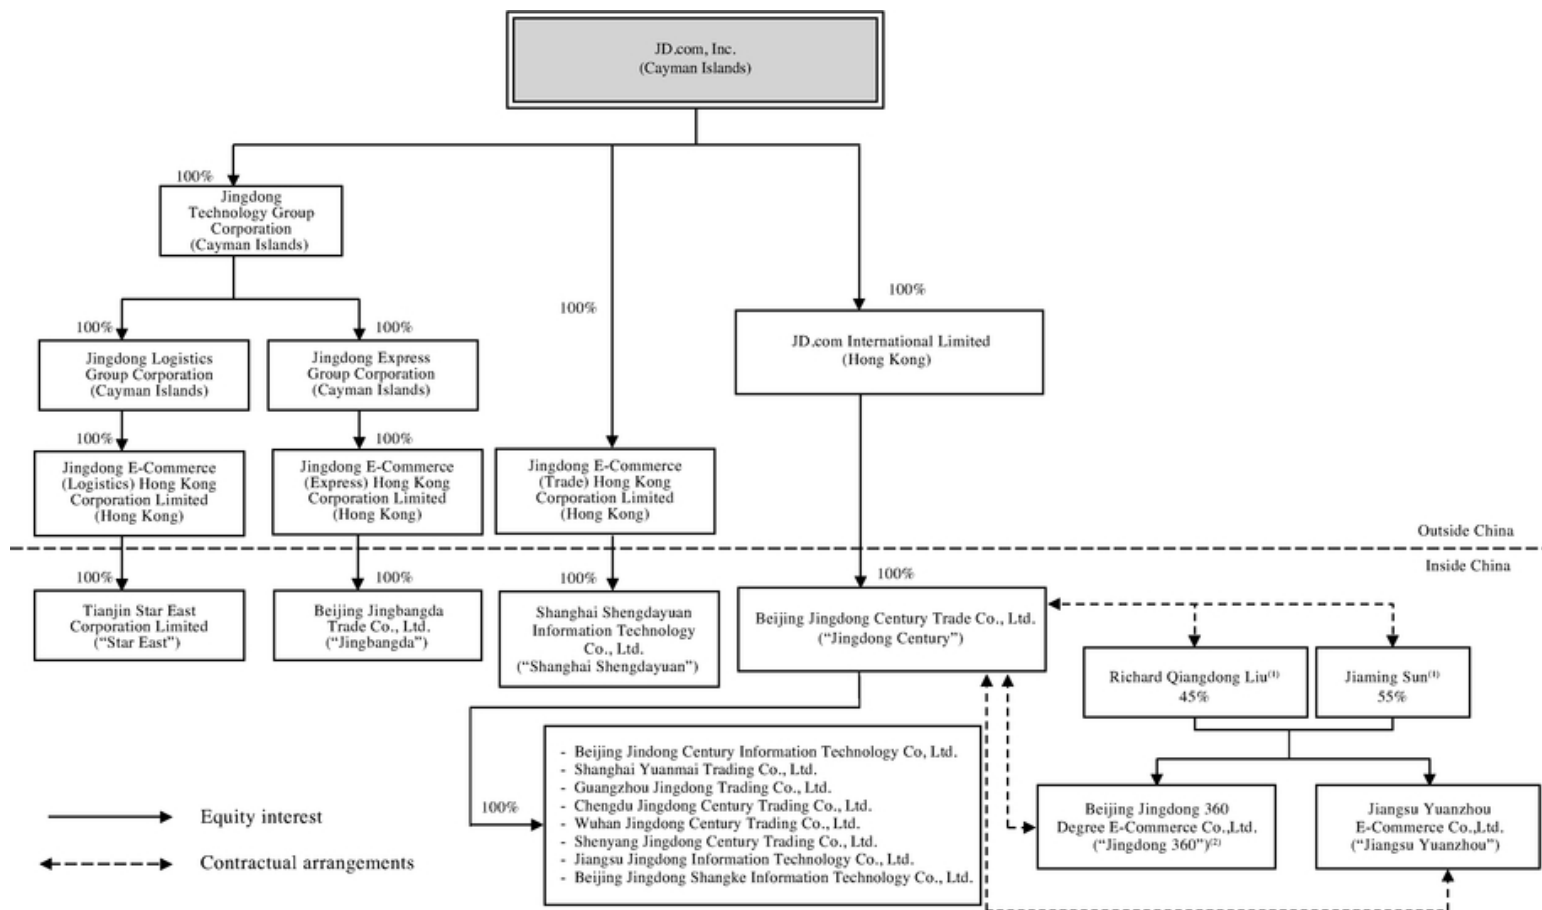 JD.com, Inc.
(Cayman Islands)
100%
Jingdong
Technology Group
Corporation
(Cayman Islands)
100%
100%
100%
100%
Jingdong Logistics
Group Corporation
(Cayman Islands)
Jingdong Express
Group Corporation
(Cayman Islands)
JD.com International Limited
(Hong Kong)
100%
100%
Jingdong E-Commerce
(Logistics) Hong Kong
Corporation Limited
(Hong Kong)
Jingdong E-Commerce
(Express) Hong Kong
Corporation Limited
(Hong Kong)
Jingdong E-Commerce
(Trade) Hong Kong
Corporation Limited
(Hong Kong)
Outside China
Inside China
100%
100%
100%
100%
Tianjin Star East
Corporation Limited
(“Star East”)
Beijing Jingbangda
Trade Co., Ltd.
(“Jingbangda”)
Shanghai Shengdayuan
Information Technology
Co., Ltd.
(“Shanghai Shengdayuan”)
Beijing Jingdong Century Trade Co., Ltd.
(“Jingdong Century”)
Richard Qiangdong Liu(1)
45%
Jiaming Sun(1)
55%
100%
- Beijing Jindong Century Information Technology Co, Ltd.
- Shanghai Yuanmai Trading Co., Ltd.
- Guangzhou Jingdong Trading Co., Ltd.
- Chengdu Jingdong Century Trading Co., Ltd.
- Wuhan Jingdong Century Trading Co., Ltd.
- Shenyang Jingdong Century Trading Co., Ltd.
- Jiangsu Jingdong Information Technology Co., Ltd.
- Beijing Jingdong Shangke Information Technology Co., Ltd.
Beijing Jingdong 360
Degree E-Commerce Co.,Ltd.
(“Jingdong 360”)(2)
Jiangsu Yuanzhou
E-Commerce Co.,Ltd.
(“Jiangsu Yuanzhou”)
Equity interest
Contractual arrangements